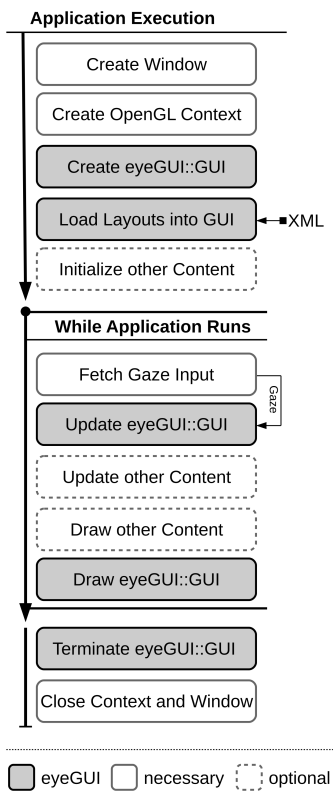 Application Execution
Create Window
Create OpenGL Context
Create eyeGUI::GUI
Load Layouts into GUI
XML
Initialize other Content
While Application Runs
Fetch Gaze Input
Gaze
Update eyeGUI::GUI
Update other Content
Draw other Content
Draw eyeGUI::GUI
Terminate eyeGUI::GUI
Close Context and Window
eyeGUI necessary optional